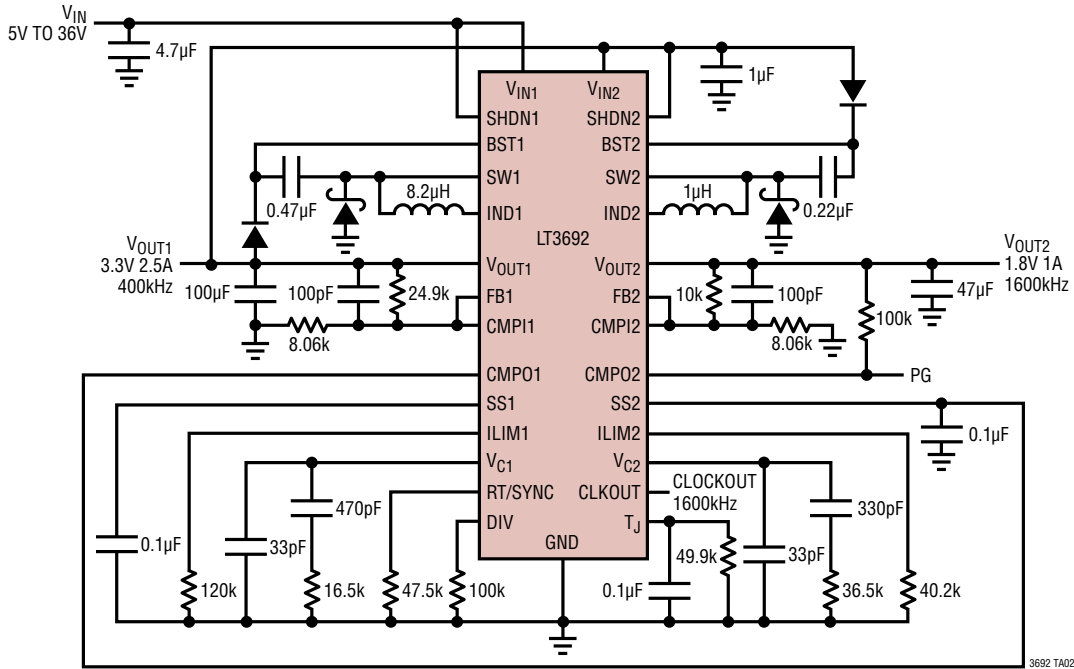 VIN
5V TO 36V
4.7µF
1µF
VIN1
VIN2
SHDN1
SHDN2
BST1
BST2
SW1
SW2
0.47µF
8.2µH
1µH
0.22µF
IND1
IND2
LT3692
VOUT1
3.3V 2.5A
400kHz
VOUT1
VOUT2
VOUT2
1.8V 1A
1600kHz
100µF
100pF
24.9k
FB1
FB2
10k
100pF
47µF
100k
8.06k
CMPI1
CMPI2
8.06k
CMPO1
CMPO2
PG
SS1
SS2
0.1µF
ILIM1
ILIM2
VC1
VC2
RT/SYNC
CLKOUT
CLOCKOUT
1600kHz
470pF
330pF
DIV
TJ
GND
0.1µF
33pF
49.9k
33pF
120k
16.5k
47.5k
100k
0.1µF
36.5k
40.2k
3692 TA02